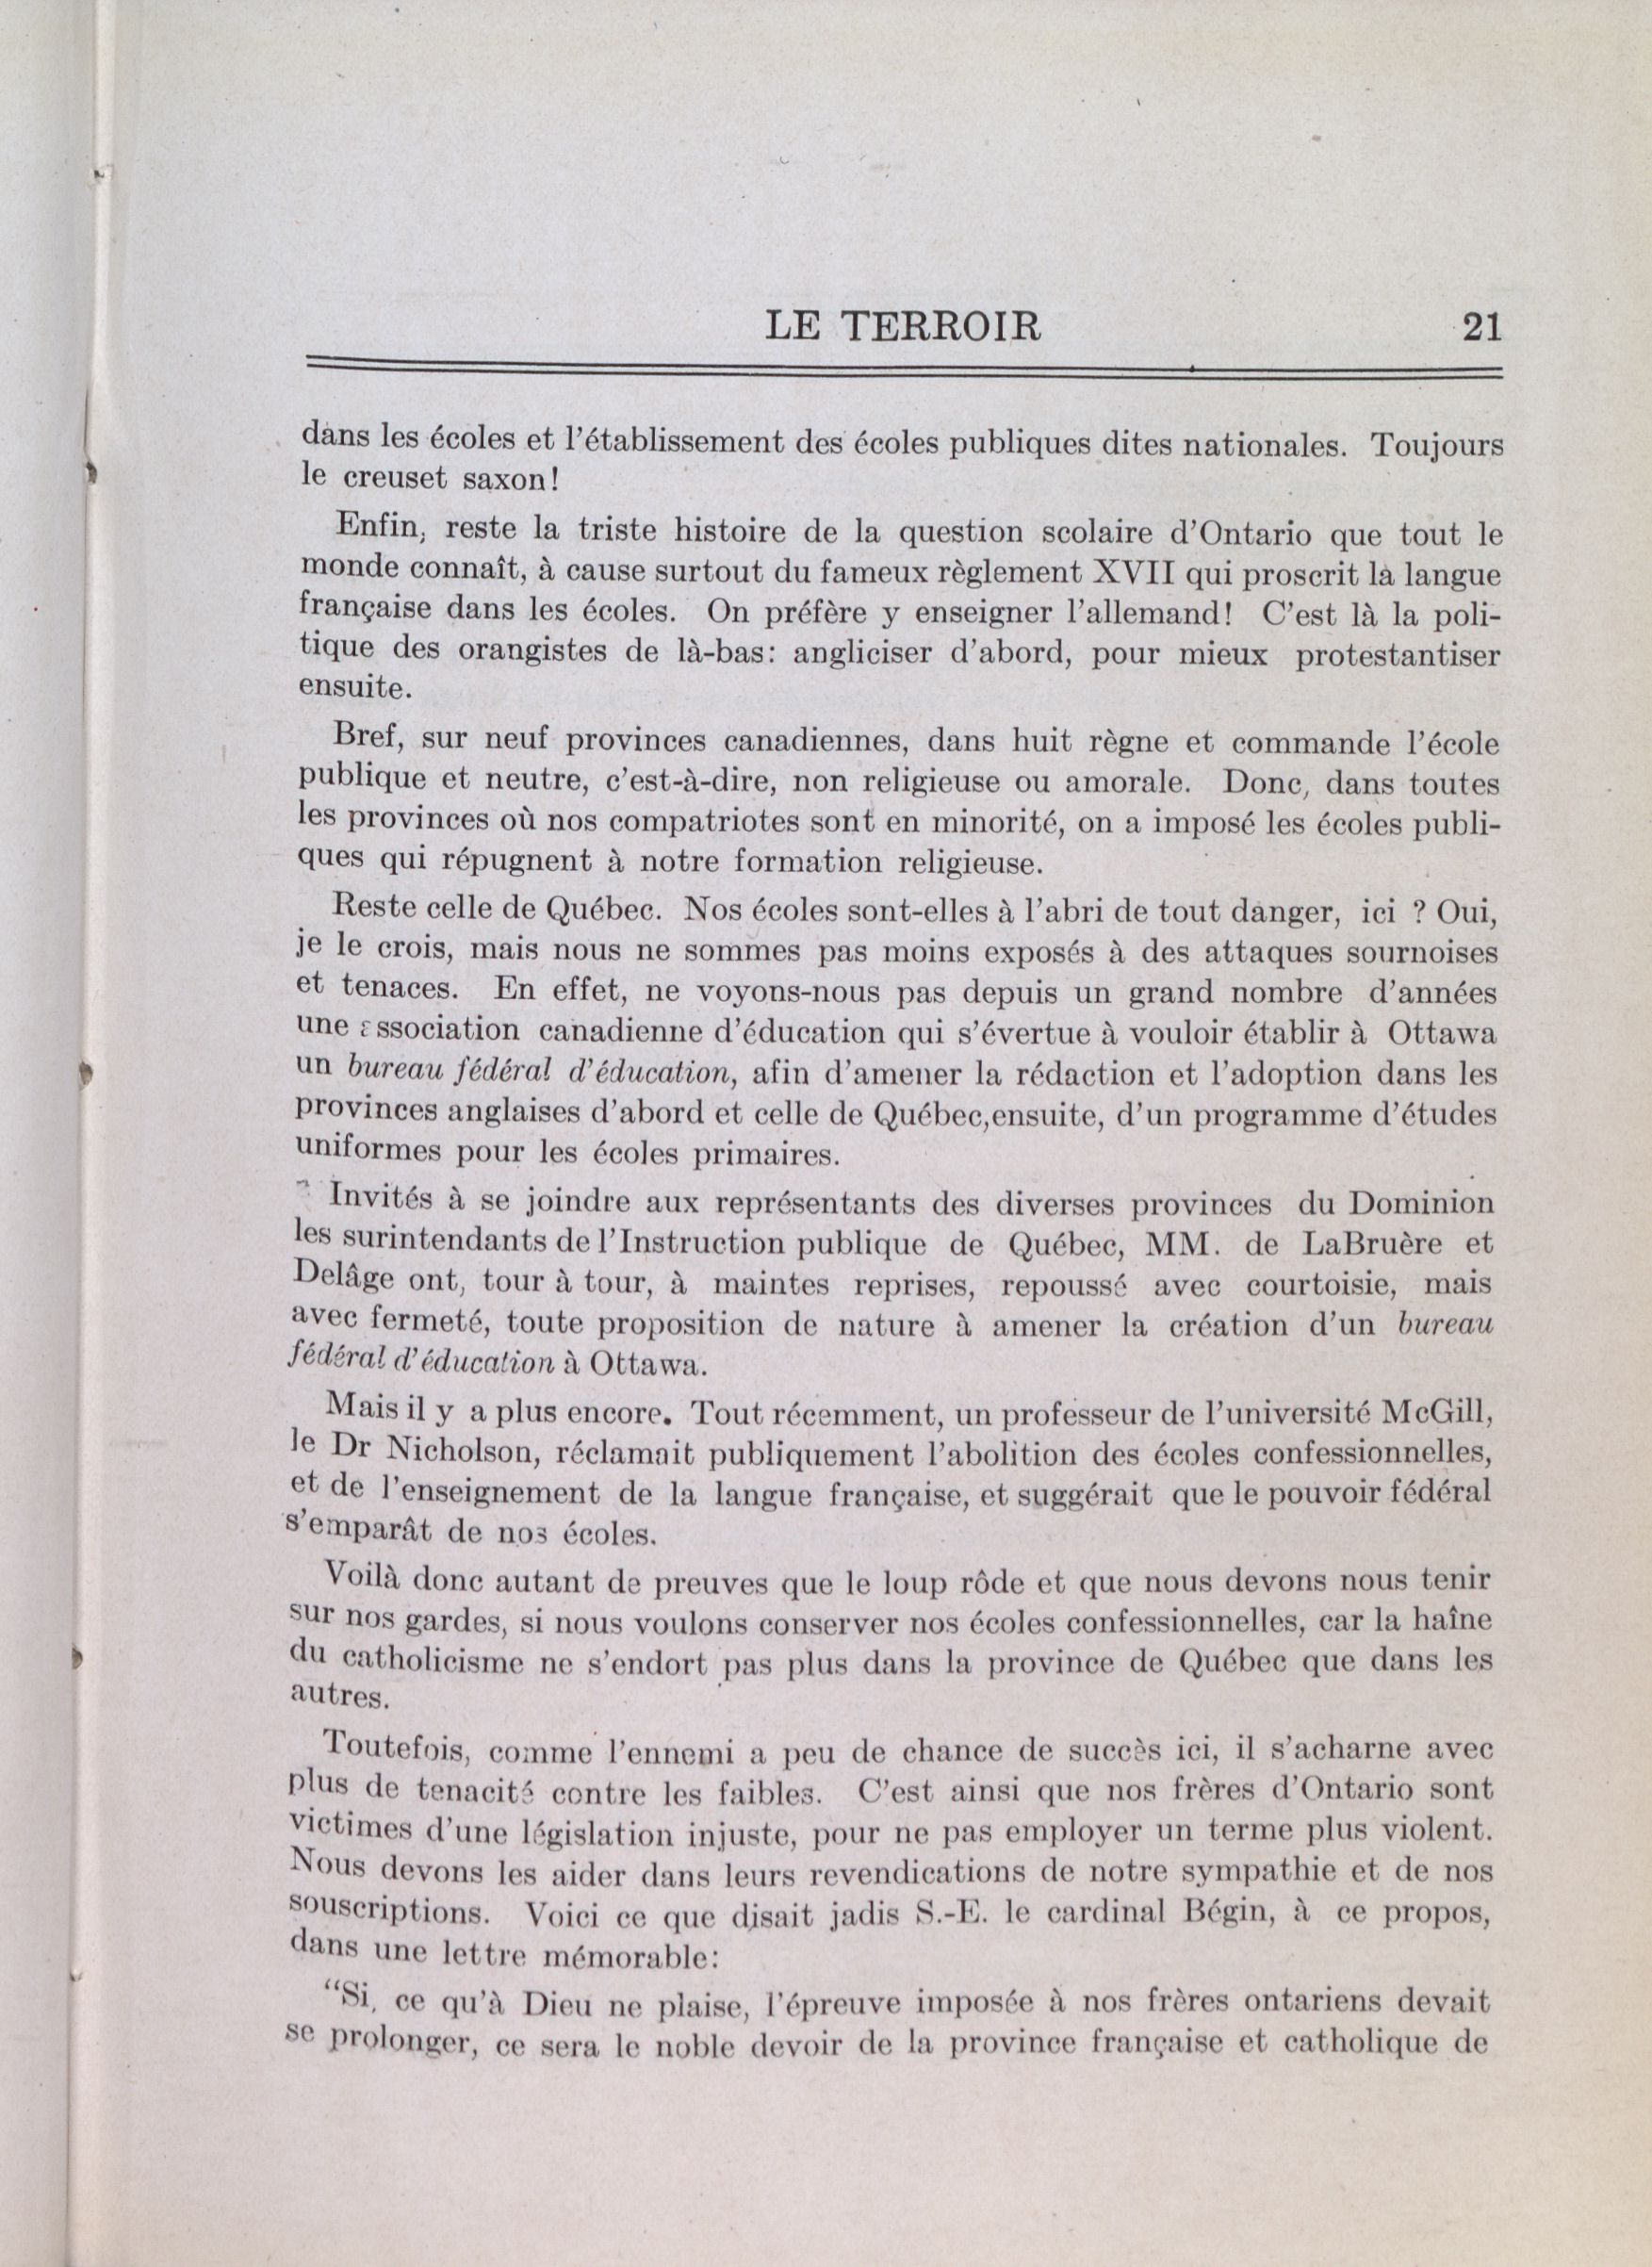 LE TERROIR 21
dans les écoles et l'établissement des écoles publiques dites nationales. Toujours
le creuset saxon!
Enfin, reste la triste histoire de la question scolaire d'Ontario que tout le
monde connaît, à cause surtout du fameux règlement XVII qui proscrit la langue
française dans les écoles. On préfère y enseigner l'allemand! C'est là la poli-
tique des orangistes de là-bas: angliciser d'abord, pour mieux protestantiser
ensuite.
Bref, sur neuf provinces canadiennes, dans huit règne et commande l'école
publique et neutre, c'est-à-dire, non religieuse ou amorale. Donc, dans toutes
les provinces où nos compatriotes sont en minorité, on a imposé les écoles publi-
ques qui répugnent à notre formation religieuse.
Reste celle de Québec. Nos écoles sont-elles à l'abri de tout danger, ici ? Oui,
je le crois, mais nous ne sommes pas moins exposés à des attaques sournoises
et tenaces. En effet, ne voyons-nous pas depuis un grand nombre d'années
une association canadienne d'éducation qui s'évertue à vouloir établir à Ottawa
un bureau fédéral d'éducation, afin d'amener la rédaction et l'adoption dans les
provinces anglaises d'abord et celle de Québec,ensuite, d'un programme d'études
uniformes pour les écoles primaires.
Invités à se joindre aux représentants des diverses provinces du Dominion
les surintendants de l'Instruction publique de Québec, MM. de LaBruère et
Delâge ont, tour à tour, à maintes reprises, repoussé avec courtoisie, mais
avec fermeté, toute proposition de nature à amener la création d'un bureau
fédéral d'éducation à Ottawa.
Mais il y a plus encore. Tout récemment, un professeur de l'université McGill,
le Dr Nicholson, réclamait publiquement l'abolition des écoles confessionnelles,
et de l'enseignement de la langue française, et suggérait que le pouvoir fédéral
s'emparât de nos écoles.
Voilà donc autant de preuves que le loup rôde et que nous devons nous tenir
sur nos gardes, si nous voulons conserver nos écoles confessionnelles, car la haîne
du catholicisme ne s'endort pas plus dans la province de Québec que dans les
autres.
Toutefois, comme l'ennemi a peu de chance de succès ici, il s'acharne avec
plus de tenacité contre les faibles. C'est ainsi que nos frères d'Ontario sont
victimes d'une législation injuste, pour ne pas employer un terme plus violent.
Nous devons les aider dans leurs revendications de notre sympathie et de nos
souscriptions. Voici ce que disait jadis S.-E. le cardinal Bégin, à ce propos,
dans une lettre mémorable:
“Si, ce qu'à Dieu ne plaise, l'épreuve imposée à nos frères ontariens devait
se prolonger, ce sera le noble devoir de la province française et catholique de